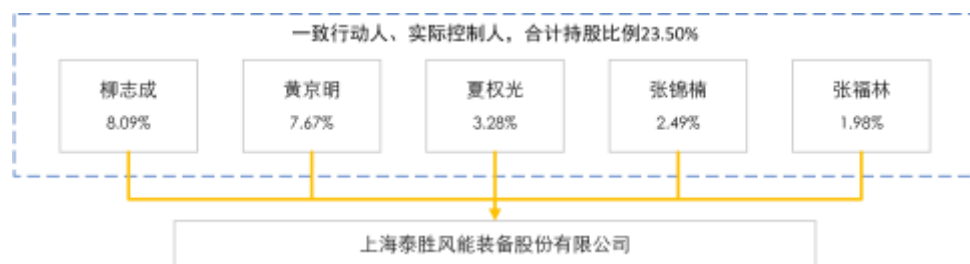 一致行动人、实际控制人，合计持股比例23.50%
柳志成
8.09%
黄京明
7.67%
夏权光
3.28%
张锦楠
2.49%
张福林
1.98%
上海泰胜风能装备股份有限公司